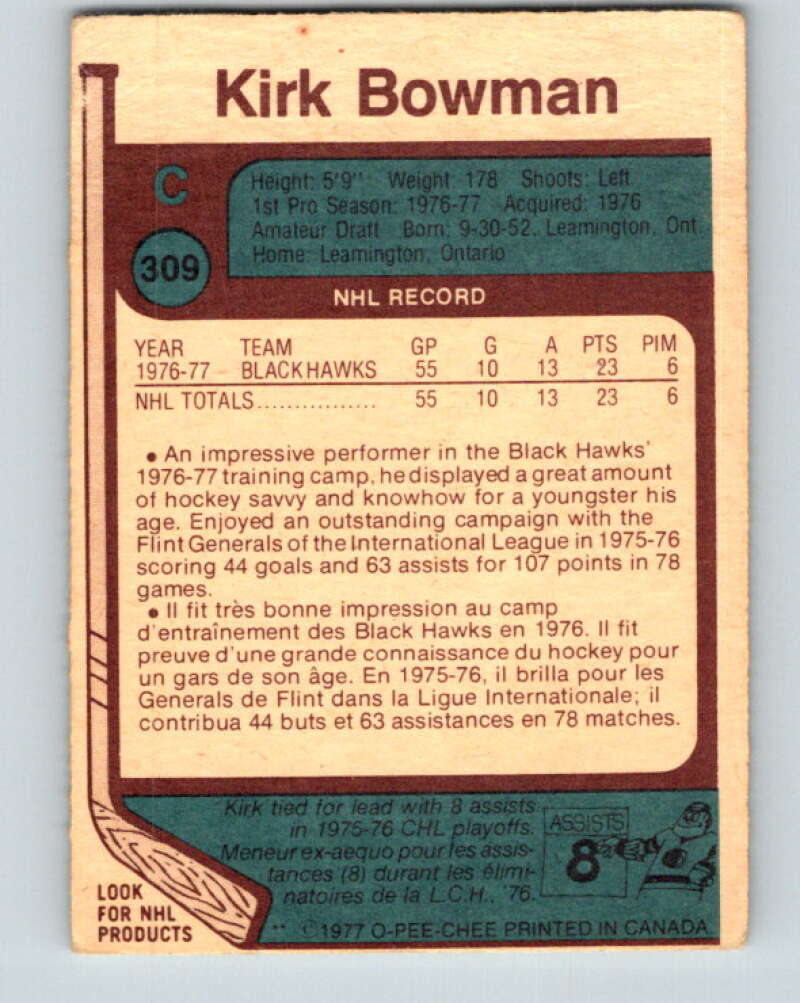 Kirk Bowman
C
309
Height: 5'9" Weight: 178 Shoots: Left
1st Pro Season: 1976-77 Acquired: 1976
Amateur Draft Born: 9-30-52, Leamington, Ont.
Home: Leamington, Ontario
NHL RECORD
YEAR TEAM GP G A PTS PIM
1976-77 BLACK HAWKS 55 10 13 23 6
NHL TOTALS................ 55 10 13 23 6
• An impressive performer in the Black Hawks'
1976-77 training camp, he displayed a great amount
of hockey savvy and knowhow for a youngster his
age. Enjoyed an outstanding campaign with the
Flint Generals of the International League in 1975-76
scoring 44 goals and 63 assists for 107 points in 78
games.
• Il fit très bonne impression au camp
d'entraînement des Black Hawks en 1976. Il fit
preuve d'une grande connaissance du hockey pour
un gars de son âge. En 1975-76, il brilla pour les
Generals de Flint dans la Ligue Internationale; il
contribua 44 buts et 63 assistances en 78 matches.
Kirk tied for lead with 8 assists
in 1975-76 CHL playoffs.
Meneur ex-aequo pour les assis-
tances (8) durant les élimi-
natoires de la L.C.H., '76.
ASSISTS
8
LOOK
FOR NHL
PRODUCTS
** ©1977 O-PEE-CHEE PRINTED IN CANADA